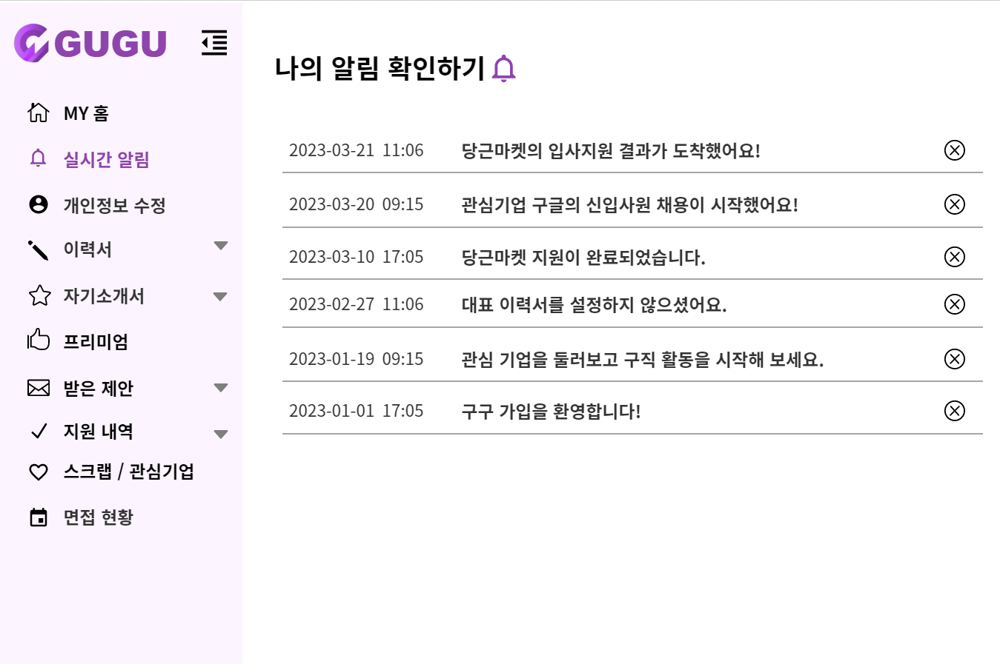 GUGU
MY 홈
실시간 알림
개인정보 수정
이력서
자기소개서
프리미엄
받은 제안
지원 내역
스크랩 / 관심기업
면접 현황
나의 알림 확인하기
2023-03-21 11:06 당근마켓의 입사지원 결과가 도착했어요!
2023-03-20 09:15 관심기업 구글의 신입사원 채용이 시작했어요!
2023-03-10 17:05 당근마켓 지원이 완료되었습니다.
2023-02-27 11:06 대표 이력서를 설정하지 않으셨어요.
2023-01-19 09:15 관심 기업을 둘러보고 구직 활동을 시작해 보세요.
2023-01-01 17:05 구구 가입을 환영합니다!